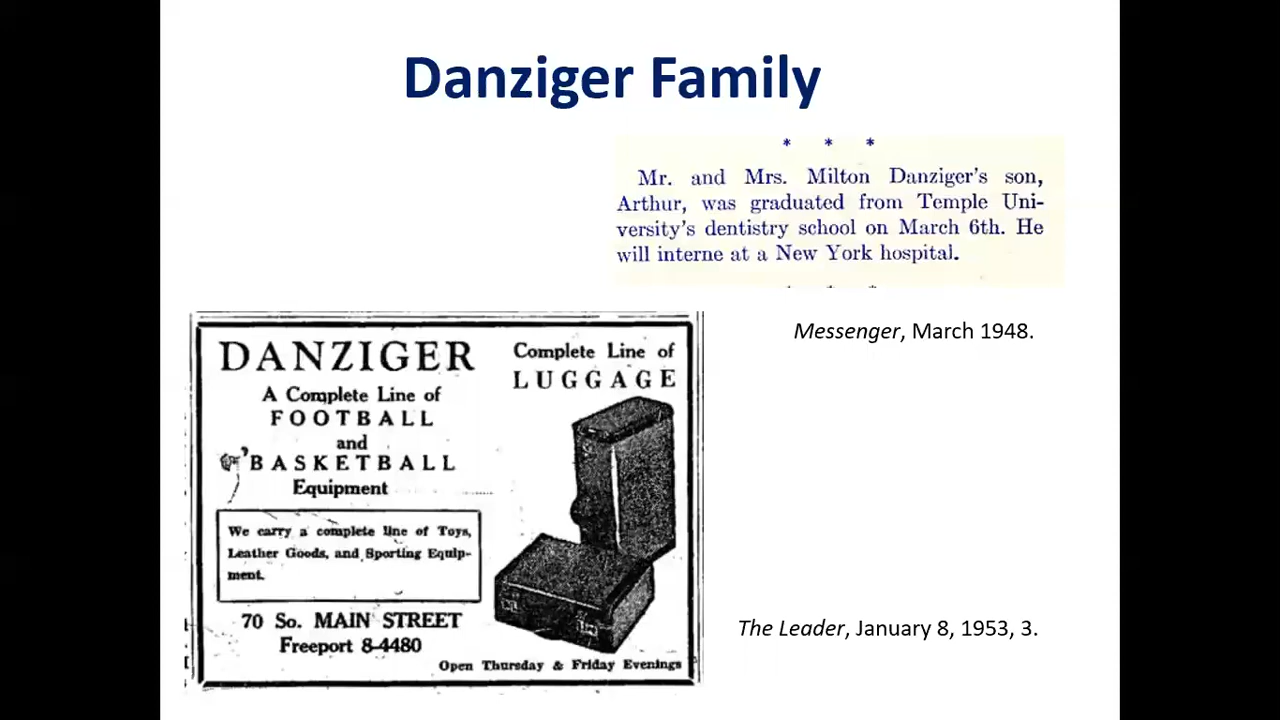 Danziger Family
* * *
Mr. and Mrs. Milton Danziger's son,
Arthur, was graduated from Temple Uni-
versity's dentistry school on March 6th. He
will interne at a New York hospital.
* * *
Messenger, March 1948.
DANZIGER
A Complete Line of
FOOTBALL
and
BASKETBALL
Equipment
We carry a complete line of Toys,
Leather Goods, and Sporting Equip-
ment.
70 So. MAIN STREET
Freeport 8-4480
Complete Line of
LUGGAGE
Open Thursday & Friday Evenings
The Leader, January 8, 1953, 3.